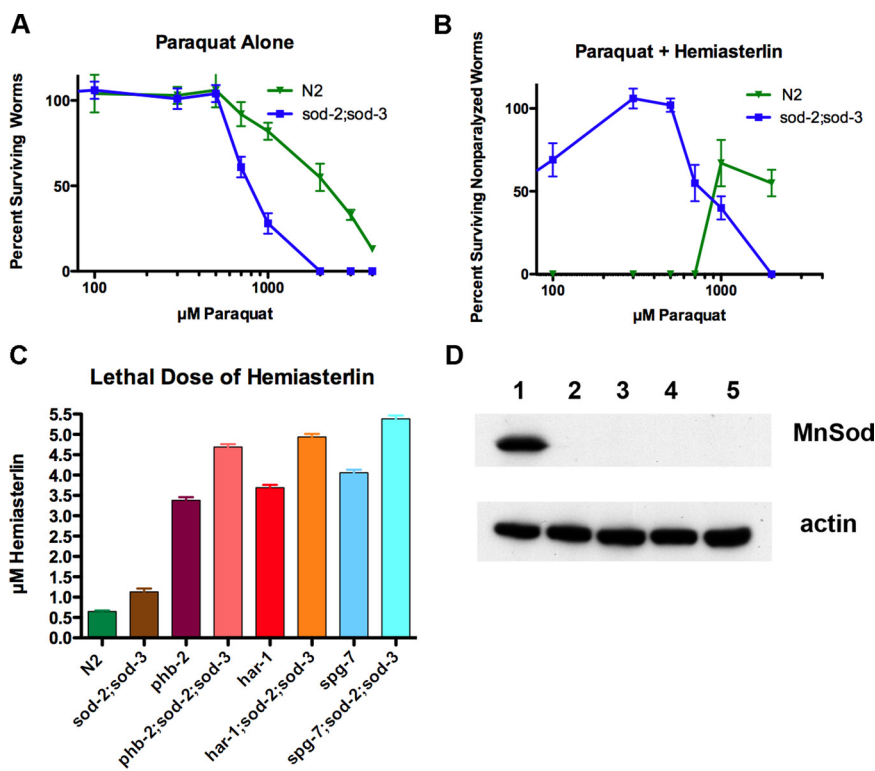 A
Paraquat Alone
Percent Surviving Worms
100
50
0
N2
sod-2;sod-3
100
1000
µM Paraquat
B
Paraquat + Hemiasterlin
Percent Surviving Nonparalyzed Worms
100
50
0
N2
sod-2;sod-3
100
1000
µM Paraquat
C
Lethal Dose of Hemiasterlin
µM Hemiasterlin
5.5
5.0
4.5
4.0
3.5
3.0
2.5
2.0
1.5
1.0
0.5
0.0
N2
sod-2;sod-3
phb-2
phb-2;sod-2;sod-3
har-1
har-1;sod-2;sod-3
spg-7
spg-7;sod-2;sod-3
D
1 2 3 4 5
MnSod
actin